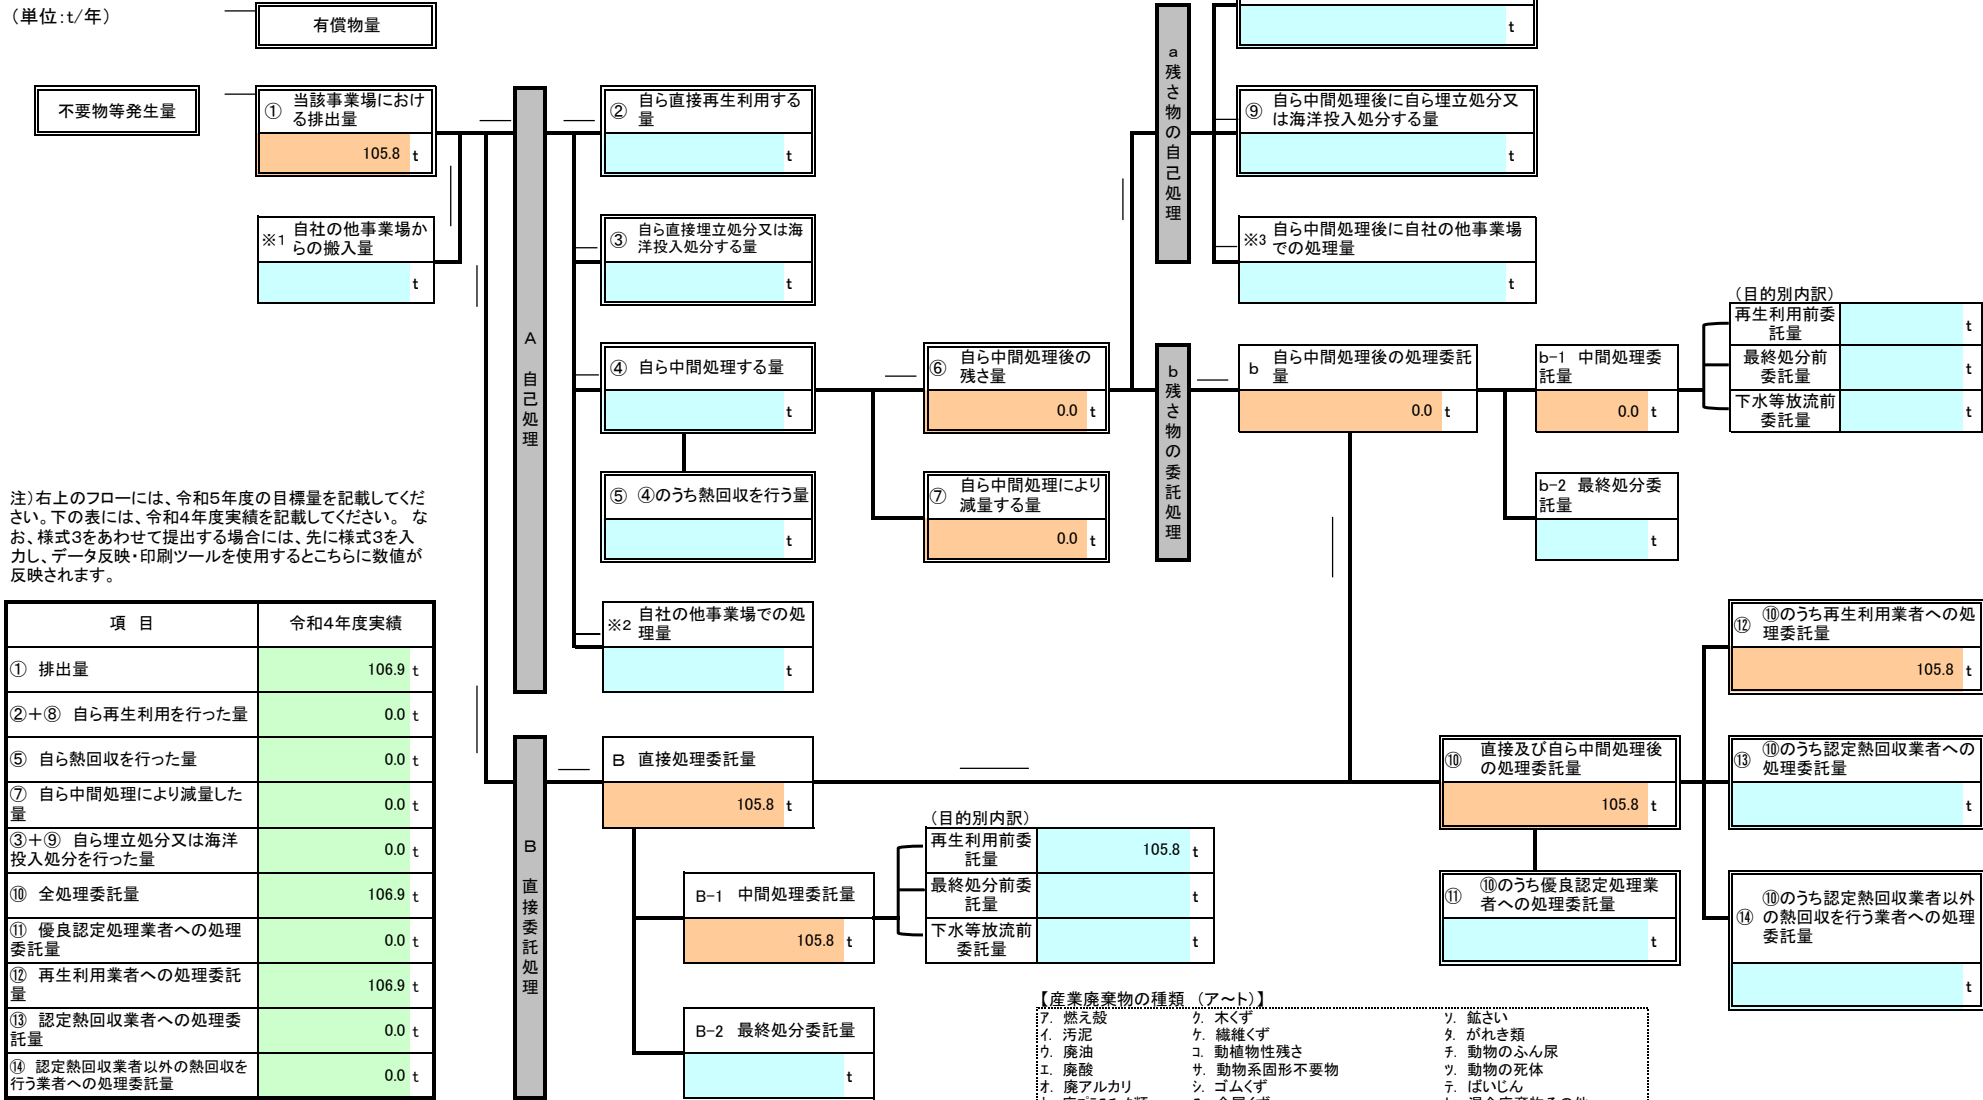 （単位：t/年）
有償物量
t
不要物等発生量
① 当該事業場におけ
る排出量
105.8 t
※1 自社の他事業場か
らの搬入量
t
A 自己処理
② 自ら直接再生利用する
量
t
③ 自ら直接埋立処分又は海
洋投入処分する量
t
④ 自ら中間処理する量
t
⑤ ④のうち熱回収を行う量
t
※2 自社の他事業場での処
理量
t
⑥ 自ら中間処理後の
残さ量
0.0 t
⑦ 自ら中間処理により
減量する量
0.0 t
a 残さ物の自己処理
⑨ 自ら中間処理後に自ら埋立処分又
は海洋投入処分する量
t
※3 自ら中間処理後に自社の他事業場
での処理量
t
b 残さ物の委託処理
b 自ら中間処理後の処理委託
量
0.0 t
b-1 中間処理委
託量
0.0 t
（目的別内訳）
再生利用前委
託量
t
最終処分前
委託量
t
下水等放流前
委託量
t
b-2 最終処分委
託量
t
注）右上のフローには、令和5年度の目標量を記載してくだ
さい。下の表には、令和4年度実績を記載してください。 な
お、様式3をあわせて提出する場合には、先に様式3を入
力し、データ反映・印刷ツールを使用するとこちらに数値が
反映されます。
項 目 令和4年度実績
① 排出量 106.9 t
②＋⑧ 自ら再生利用を行った量 0.0 t
⑤ 自ら熱回収を行った量 0.0 t
⑦ 自ら中間処理により減量した
量 0.0 t
③＋⑨ 自ら埋立処分又は海洋
投入処分を行った量 0.0 t
⑩ 全処理委託量 106.9 t
⑪ 優良認定処理業者への処理
委託量 0.0 t
⑫ 再生利用業者への処理委託
量 106.9 t
⑬ 認定熱回収業者への処理委
託量 0.0 t
⑭ 認定熱回収業者以外の熱回収を
行う業者への処理委託量 0.0 t
B 直接委託処理
B 直接処理委託量
105.8 t
B-1 中間処理委託量
105.8 t
（目的別内訳）
再生利用前委
託量
105.8 t
最終処分前委
託量
t
下水等放流前
委託量
t
B-2 最終処分委託量
t
⑩ 直接及び自ら中間処理後
の処理委託量
105.8 t
⑪ ⑩のうち優良認定処理業
者への処理委託量
t
⑫ ⑩のうち再生利用業者への処
理委託量
105.8 t
⑬ ⑩のうち認定熱回収業者への
処理委託量
t
⑭ ⑩のうち認定熱回収業者以外
の熱回収を行う業者への処理
委託量
t
【産業廃棄物の種類 （ア～ト）】
ア. 燃え殻 ク. 木くず ソ. 鉱さい
イ. 汚泥 ケ. 繊維くず タ. がれき類
ウ. 廃油 コ. 動植物性残さ チ. 動物のふん尿
エ. 廃酸 サ. 動物系固形不要物 ツ. 動物の死体
オ. 廃アルカリ シ. ゴムくず テ. ばいじん